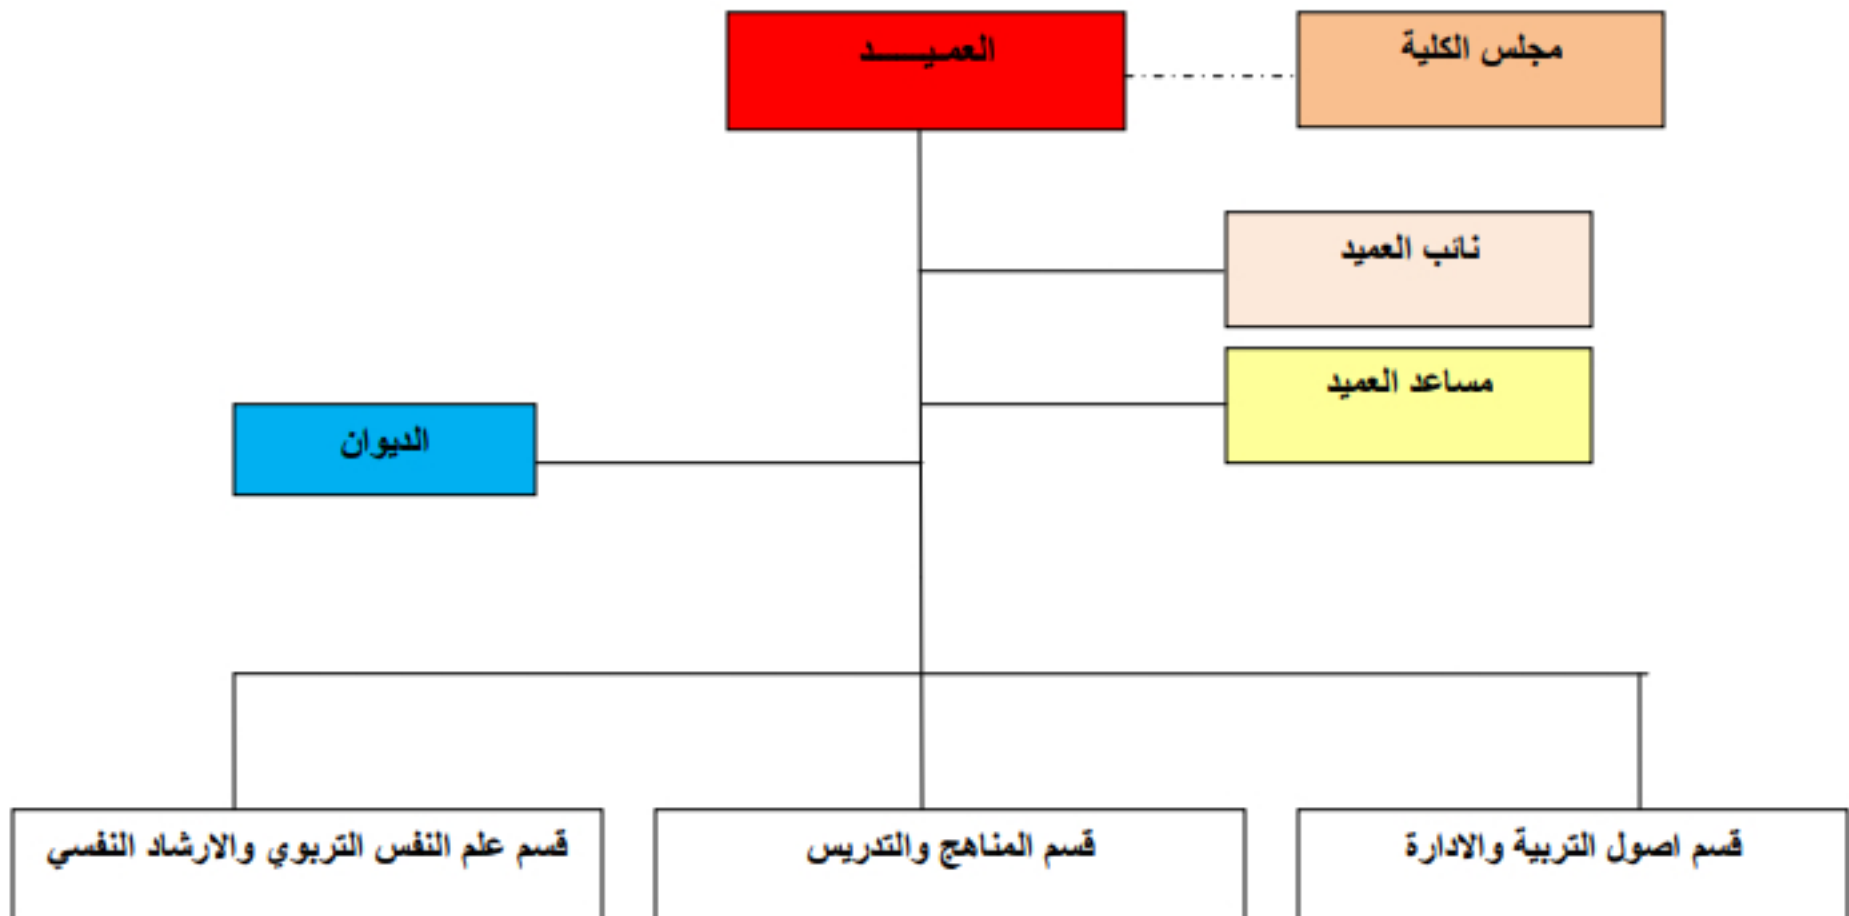 مجلس الكلية
العميـــــد
نائب العميد
مساعد العميد
الديوان
قسم اصول التربية والادارة
قسم المناهج والتدريس
قسم علم النفس التربوي والارشاد النفسي